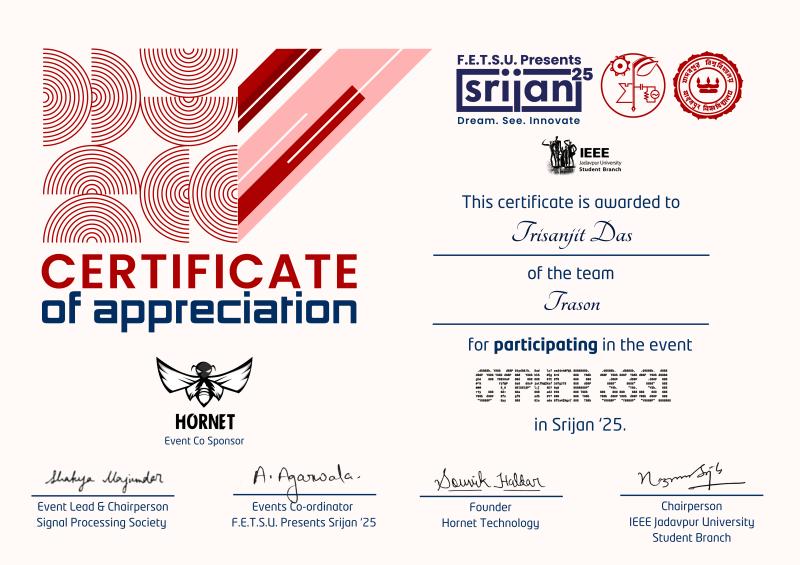 F.E.T.S.U. Presents
srijan 25
Dream. See. Innovate
IEEE
Jadavpur University
Student Branch
This certificate is awarded to
Trisanjit Das
of the team
Trason
for participating in the event
in Srijan '25.
CERTIFICATE
of appreciation
HORNET
Event Co Sponsor
Shakya Majumder
Event Lead & Chairperson
Signal Processing Society
A. Agarwala.
Events Co-ordinator
F.E.T.S.U. Presents Srijan '25
Souvik Haldar
Founder
Hornet Technology
Chairperson
IEEE Jadavpur University
Student Branch